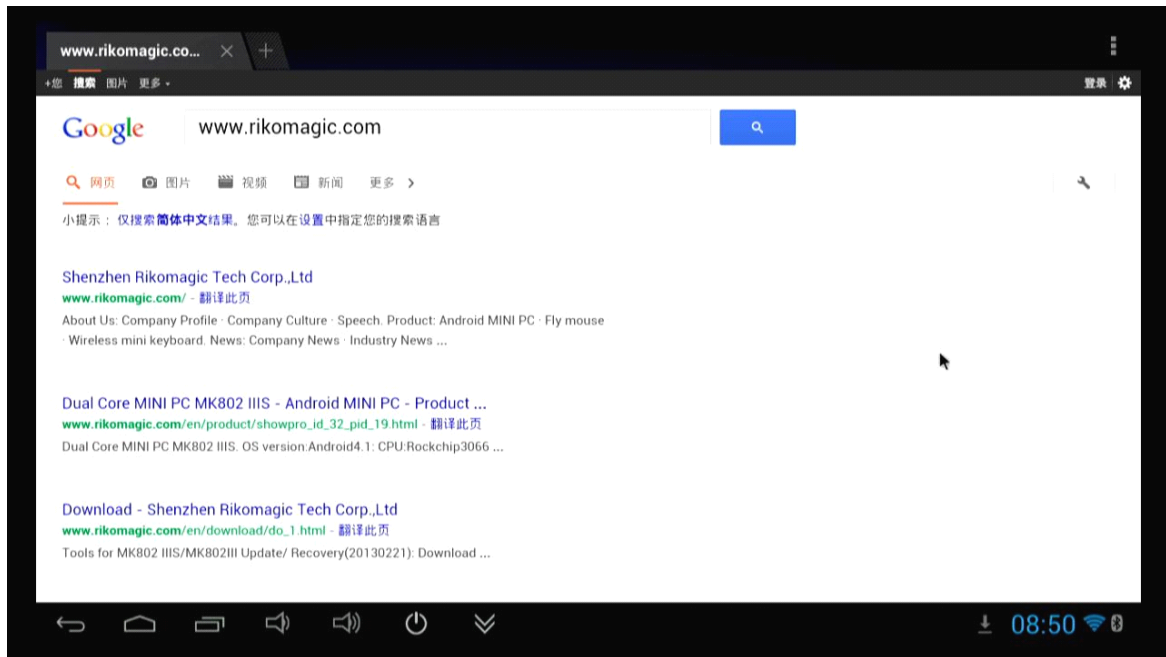 www.rikomagic.co...
+您 搜索 图片 更多
登录
Google www.rikomagic.com
网页 图片 视频 新闻 更多
小提示： 仅搜索简体中文结果。您可以在设置中指定您的搜索语言
Shenzhen Rikomagic Tech Corp.,Ltd
www.rikomagic.com/ - 翻译此页
About Us: Company Profile · Company Culture · Speech. Product: Android MINI PC · Fly mouse
· Wireless mini keyboard. News: Company News · Industry News ...
Dual Core MINI PC MK802 IIIS - Android MINI PC - Product ...
www.rikomagic.com/en/product/showpro_id_32_pid_19.html - 翻译此页
Dual Core MINI PC MK802 IIIS. OS version:Android4.1: CPU:Rockchip3066 ...
Download - Shenzhen Rikomagic Tech Corp.,Ltd
www.rikomagic.com/en/download/do_1.html - 翻译此页
Tools for MK802 IIIS/MK802III Update/ Recovery(20130221): Download ...
08:50